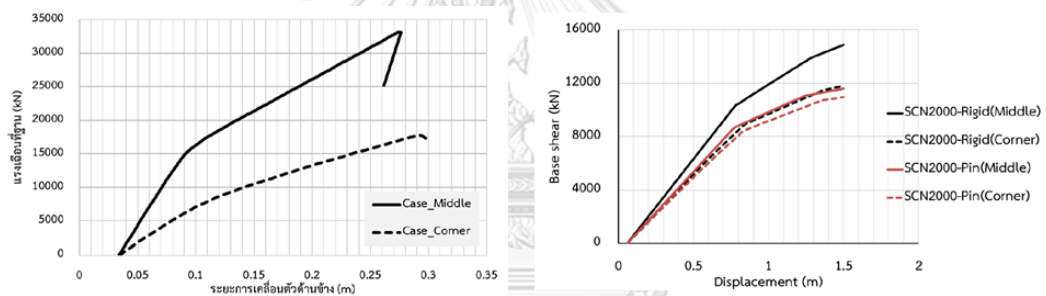 35000
30000
25000
20000
15000
10000
5000
0
แรงเฉือนที่ฐาน (kN)
0 0.05 0.1 0.15 0.2 0.25 0.3 0.35
ระยะการเคลื่อนตัวด้านข้าง (m)
Case_Middle
Case_Corner
16000
12000
8000
4000
0
Base shear (kN)
0 0.5 1 1.5 2
Displacement (m)
SCN2000-Rigid(Middle)
SCN2000-Rigid(Corner)
SCN2000-Pin(Middle)
SCN2000-Pin(Corner)